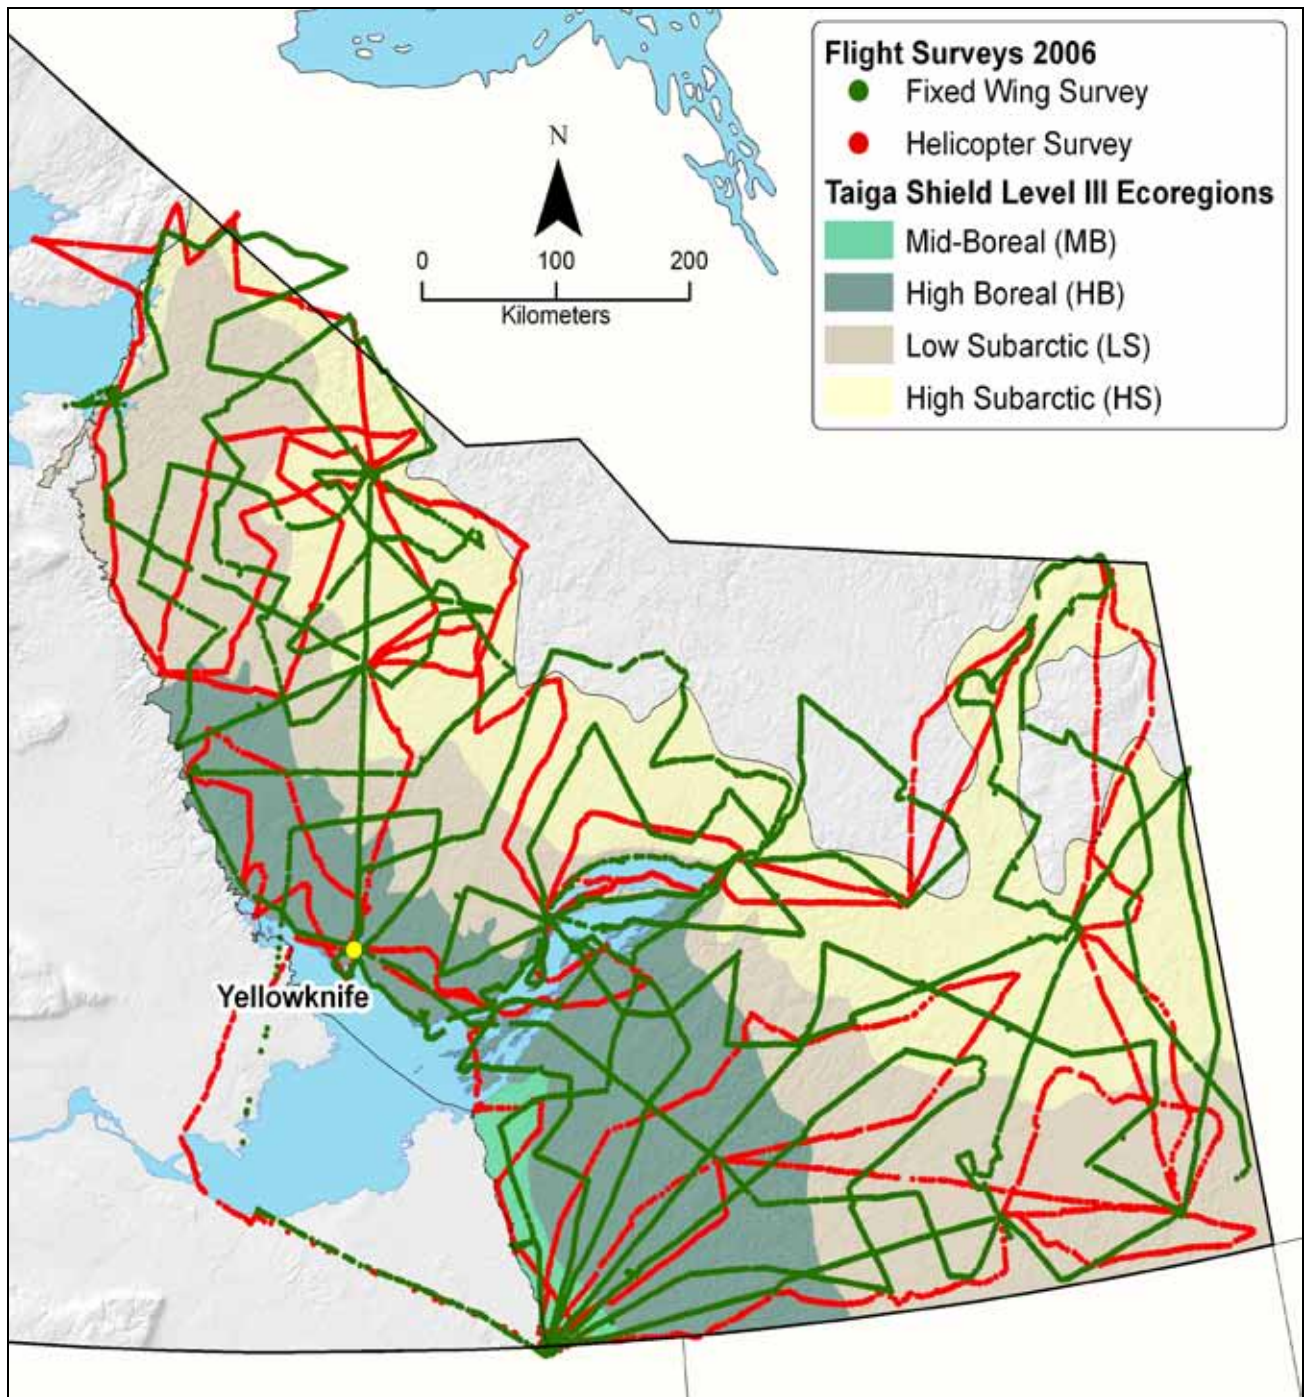 Flight Surveys 2006
Fixed Wing Survey
Helicopter Survey
Taiga Shield Level III Ecoregions
Mid-Boreal (MB)
High Boreal (HB)
Low Subarctic (LS)
High Subarctic (HS)
N
0 100 200
Kilometers
Yellowknife